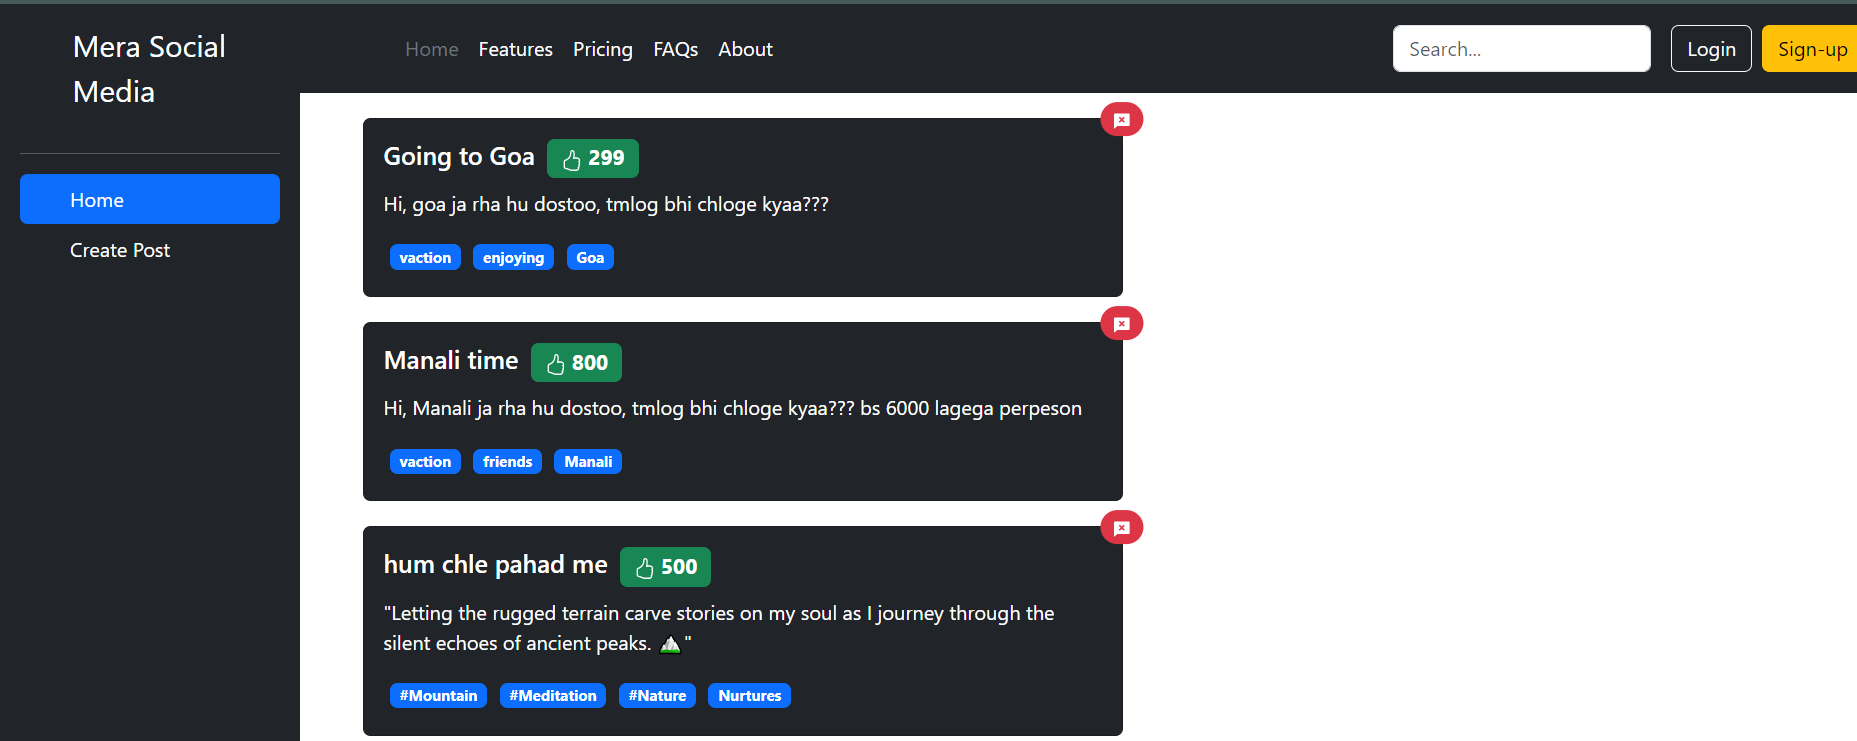 Mera Social
Media
Home
Create Post
Home Features Pricing FAQs About
Search...
Login
Sign-up
Going to Goa 299
Hi, goa ja rha hu dostoo, tmlog bhi chloge kyaa???
vaction enjoying Goa
Manali time 800
Hi, Manali ja rha hu dostoo, tmlog bhi chloge kyaa??? bs 6000 lagega perpeson
vaction friends Manali
hum chle pahad me 500
"Letting the rugged terrain carve stories on my soul as I journey through the
silent echoes of ancient peaks. 🏔️"
#Mountain #Meditation #Nature Nurtures